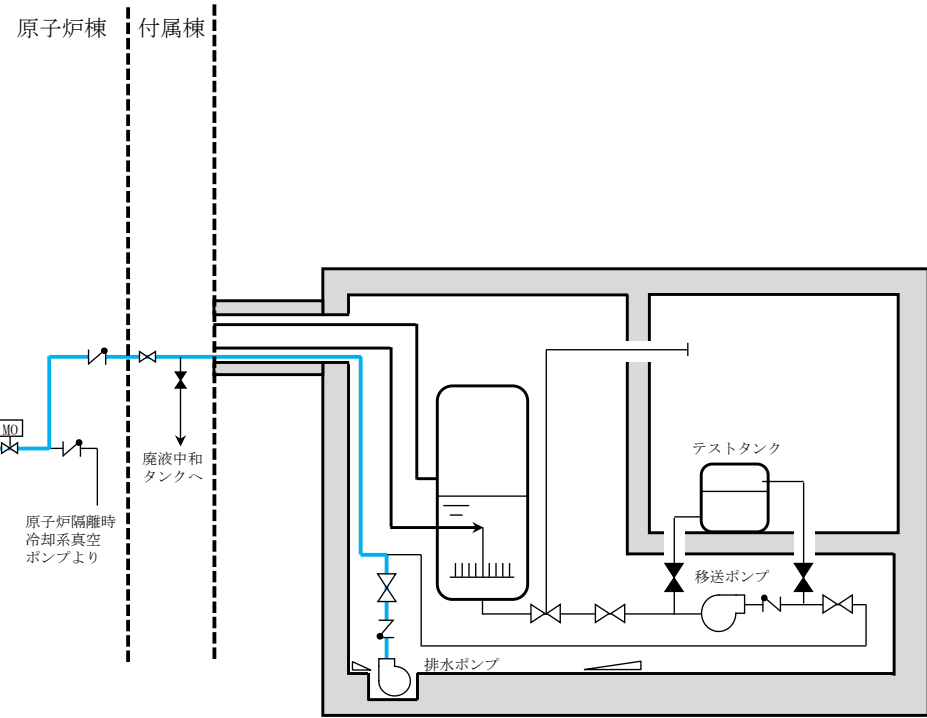 原子炉棟
付属棟
MO
廃液中和
タンクへ
原子炉隔離時
冷却系真空
ポンプより
テストタンク
移送ポンプ
排水ポンプ